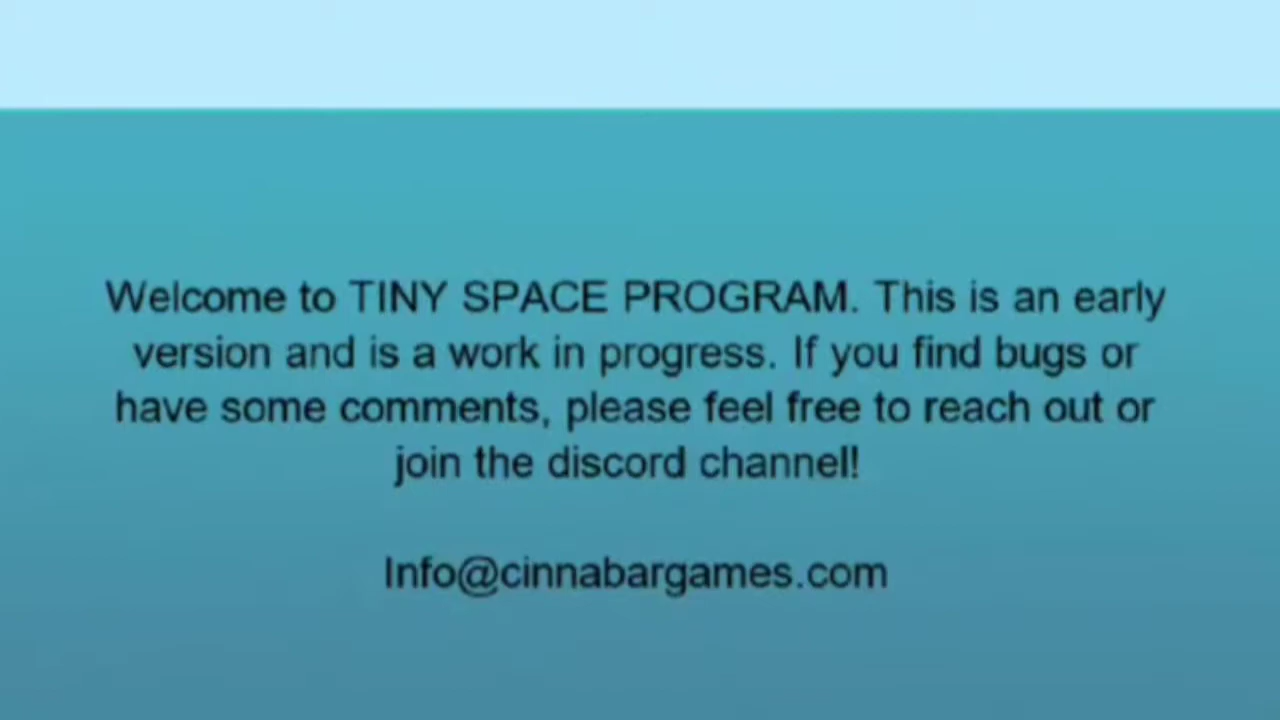 Welcome to TINY SPACE PROGRAM. This is an early
version and is a work in progress. If you find bugs or
have some comments, please feel free to reach out or
join the discord channel!
Info@cinnabargames.com